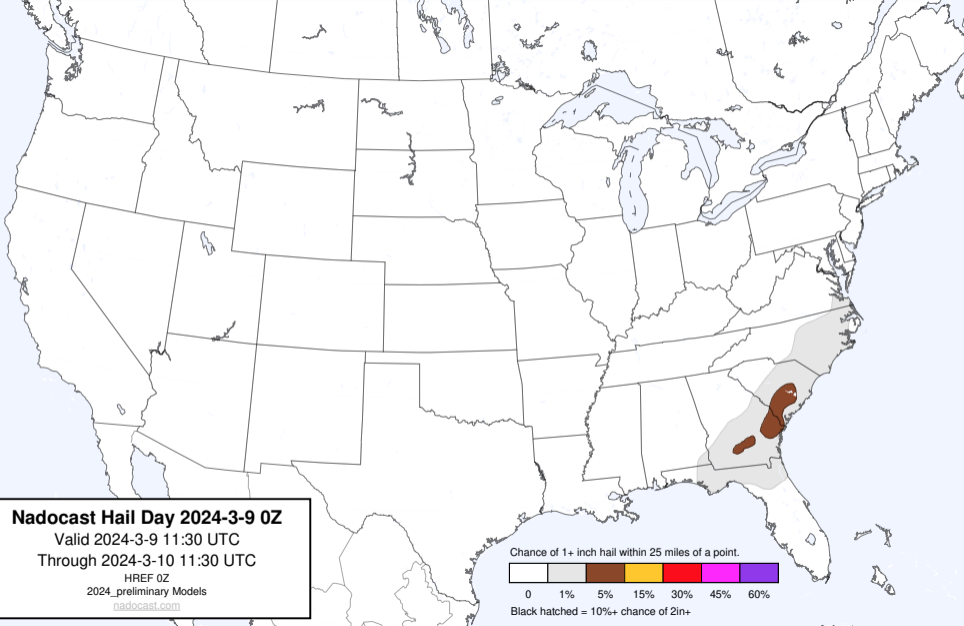 Nadocast Hail Day 2024-3-9 0Z
Valid 2024-3-9 11:30 UTC
Through 2024-3-10 11:30 UTC
HREF 0Z
2024_preliminary Models
nadocast.com
Chance of 1+ inch hail within 25 miles of a point.
0 1% 5% 15% 30% 45% 60%
Black hatched = 10%+ chance of 2in+